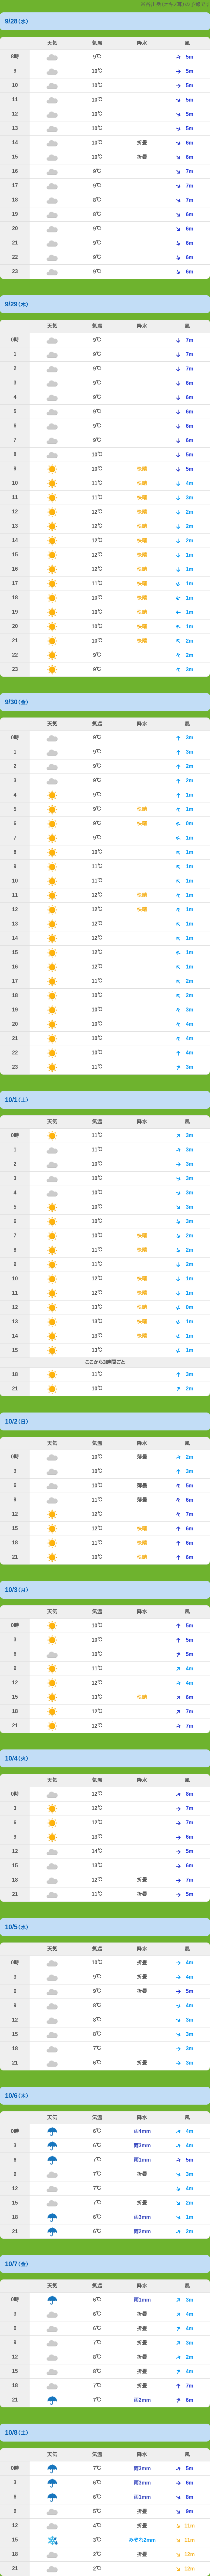 9/28(水)
天気 気温 降水 風
8時 9℃ 5m
9 10℃ 5m
10 10℃ 5m
11 10℃ 5m
12 10℃ 5m
13 10℃ 5m
14 10℃ 折曇 6m
15 10℃ 折曇 6m
16 9℃ 7m
17 9℃ 7m
18 8℃ 7m
19 8℃ 6m
20 9℃ 6m
21 9℃ 6m
22 9℃ 6m
23 9℃ 6m
9/29(木)
天気 気温 降水 風
0時 9℃ 7m
1 9℃ 7m
2 9℃ 7m
3 9℃ 6m
4 9℃ 6m
5 9℃ 6m
6 9℃ 6m
7 9℃ 6m
8 10℃ 5m
9 10℃ 快晴 5m
10 11℃ 快晴 4m
11 11℃ 快晴 3m
12 12℃ 快晴 2m
13 12℃ 快晴 2m
14 12℃ 快晴 2m
15 12℃ 快晴 1m
16 12℃ 快晴 1m
17 11℃ 快晴 1m
18 10℃ 快晴 1m
19 10℃ 快晴 1m
20 10℃ 快晴 1m
21 10℃ 快晴 2m
22 9℃ 2m
23 9℃ 3m
9/30(金)
天気 気温 降水 風
0時 9℃ 3m
1 9℃ 3m
2 9℃ 2m
3 9℃ 2m
4 9℃ 1m
5 9℃ 快晴 1m
6 9℃ 快晴 0m
7 9℃ 1m
8 10℃ 1m
9 11℃ 1m
10 11℃ 1m
11 12℃ 快晴 1m
12 12℃ 快晴 1m
13 12℃ 1m
14 12℃ 1m
15 12℃ 1m
16 12℃ 1m
17 11℃ 2m
18 10℃ 2m
19 10℃ 3m
20 10℃ 4m
21 10℃ 4m
22 10℃ 4m
23 11℃ 3m
10/1(土)
天気 気温 降水 風
0時 11℃ 3m
1 11℃ 3m
2 10℃ 3m
3 10℃ 3m
4 10℃ 3m
5 10℃ 3m
6 10℃ 3m
7 10℃ 快晴 2m
8 11℃ 快晴 2m
9 11℃ 2m
10 12℃ 快晴 1m
11 12℃ 快晴 1m
12 13℃ 快晴 0m
13 13℃ 快晴 1m
14 13℃ 快晴 1m
15 13℃ 1m
ここから3時間ごと
18 11℃ 3m
21 10℃ 2m
10/2(日)
天気 気温 降水 風
0時 10℃ 薄曇 2m
3 10℃ 3m
6 10℃ 薄曇 5m
9 11℃ 薄曇 6m
12 12℃ 7m
15 12℃ 快晴 6m
18 11℃ 快晴 6m
21 10℃ 快晴 6m
10/3(月)
天気 気温 降水 風
0時 10℃ 5m
3 10℃ 5m
6 10℃ 5m
9 11℃ 4m
12 12℃ 4m
15 13℃ 快晴 6m
18 12℃ 7m
21 12℃ 7m
10/4(火)
天気 気温 降水 風
0時 12℃ 8m
3 12℃ 7m
6 12℃ 7m
9 13℃ 6m
12 14℃ 5m
15 13℃ 6m
18 12℃ 折曇 7m
21 11℃ 折曇 5m
10/5(水)
天気 気温 降水 風
0時 10℃ 折曇 4m
3 9℃ 折曇 4m
6 9℃ 折曇 5m
9 8℃ 4m
12 8℃ 3m
15 8℃ 3m
18 7℃ 3m
21 6℃ 折曇 3m
10/6(木)
天気 気温 降水 風
0時 6℃ 雨4mm 4m
3 6℃ 雨3mm 4m
6 7℃ 雨1mm 5m
9 7℃ 折曇 3m
12 7℃ 4m
15 7℃ 折曇 2m
18 6℃ 雨3mm 1m
21 6℃ 雨2mm 2m
10/7(金)
天気 気温 降水 風
0時 6℃ 雨1mm 3m
3 6℃ 折曇 4m
6 6℃ 折曇 4m
9 7℃ 折曇 3m
12 8℃ 折曇 2m
15 8℃ 折曇 4m
18 7℃ 折曇 7m
21 7℃ 雨2mm 6m
10/8(土)
天気 気温 降水 風
0時 7℃ 雨3mm 5m
3 6℃ 雨3mm 6m
6 6℃ 雨1mm 8m
9 5℃ 折曇 9m
12 4℃ 折曇 11m
15 3℃ みぞれ2mm 11m
18 2℃ 折曇 12m
21 2℃ 12m